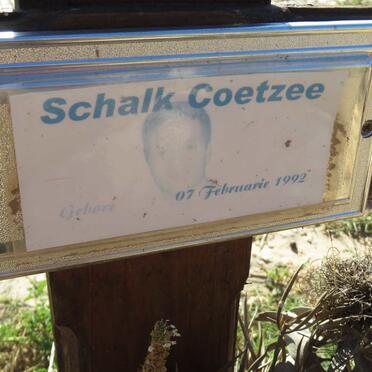 Schalk Coetzee
Gebore 07 Februarie 1992